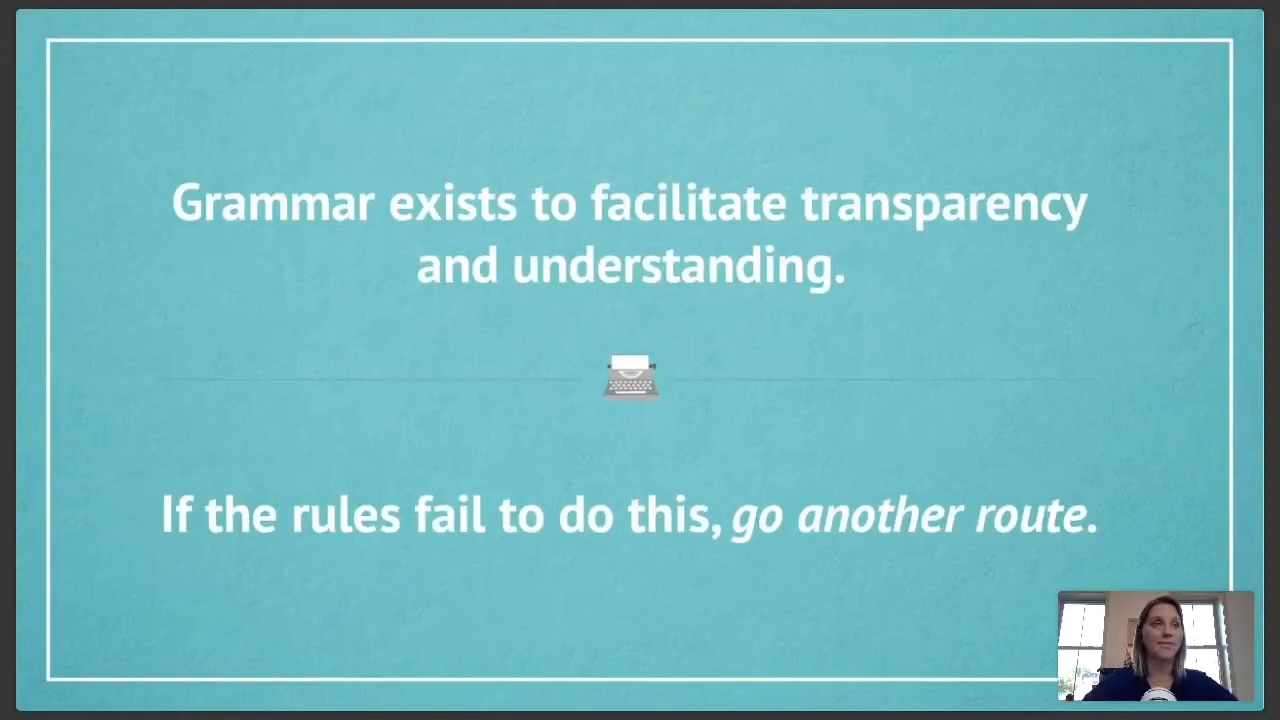 Grammar exists to facilitate transparency
and understanding.
If the rules fail to do this, go another route.